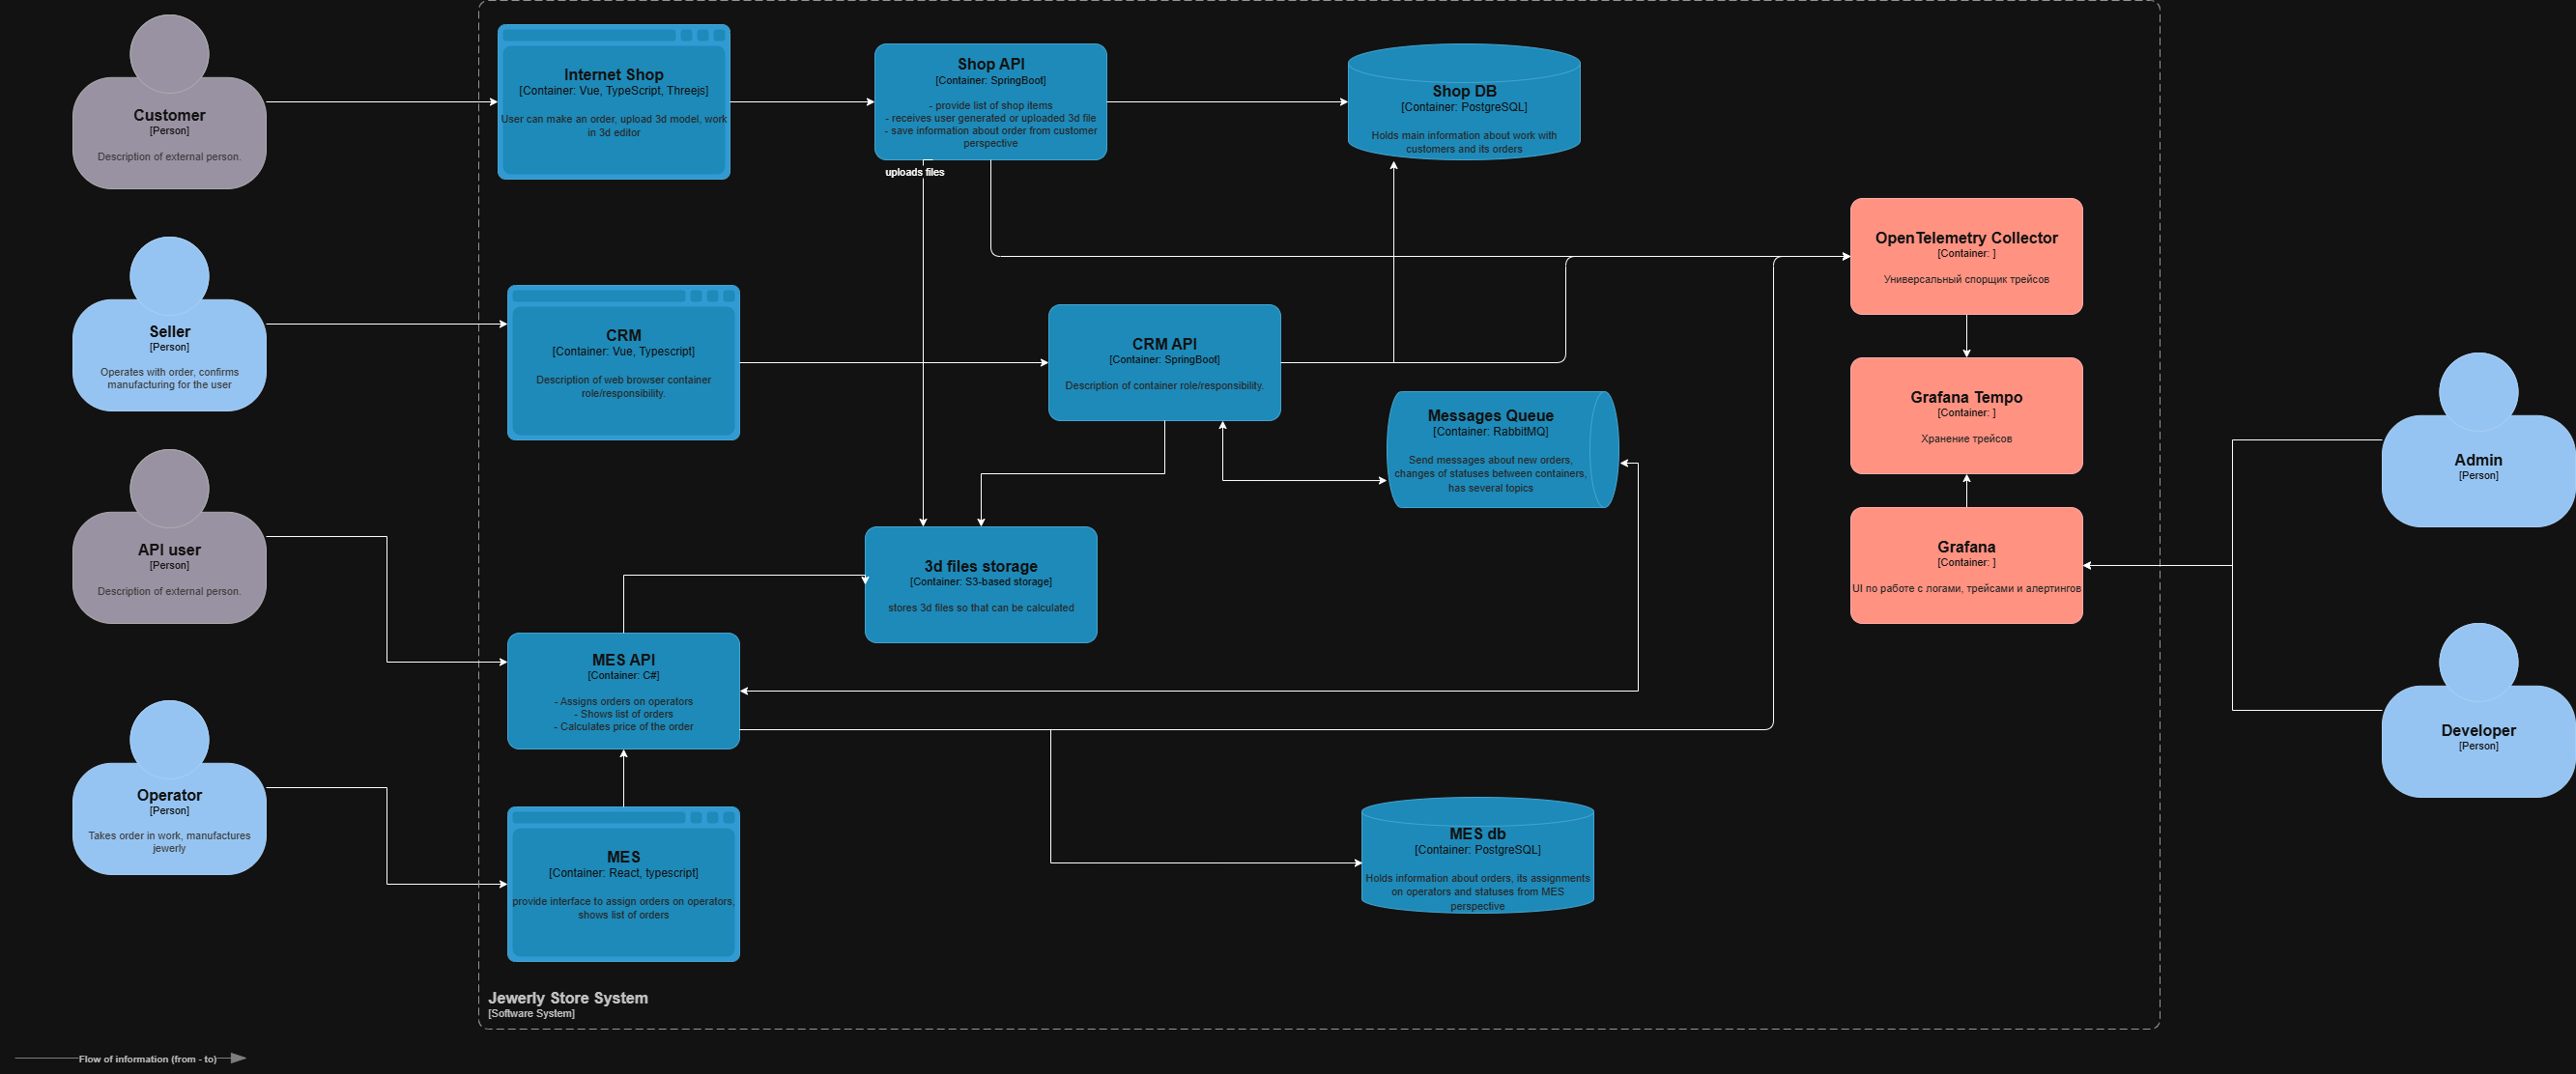 Customer
[Person]
Description of external person.
Internet Shop
[Container: Vue, TypeScript, Threejs]
User can make an order, upload 3d model, work
in 3d editor
Shop API
[Container: SpringBoot]
- provide list of shop items
- receives user generated or uploaded 3d file
- save information about order from customer
perspective
uploads files
Shop DB
[Container: PostgreSQL]
Holds main information about work with
customers and its orders
OpenTelemetry Collector
[Container: ]
Универсальный спорщик трейсов
Seller
[Person]
Operates with order, confirms
manufacturing for the user
CRM
[Container: Vue, Typescript]
Description of web browser container
role/responsibility.
CRM API
[Container: SpringBoot]
Description of container role/responsibility.
Messages Queue
[Container: RabbitMQ]
Send messages about new orders,
changes of statuses between containers,
has several topics
Grafana Tempo
[Container: ]
Хранение трейсов
Admin
[Person]
API user
[Person]
Description of external person.
3d files storage
[Container: S3-based storage]
stores 3d files so that can be calculated
Grafana
[Container: ]
UI по работе с логами, трейсами и алертингов
MES API
[Container: C#]
- Assigns orders on operators
- Shows list of orders
- Calculates price of the order
Developer
[Person]
Operator
[Person]
Takes order in work, manufactures
jewerly
MES
[Container: React, typescript]
provide interface to assign orders on operators,
shows list of orders
MES db
[Container: PostgreSQL]
Holds information about orders, its assignments
on operators and statuses from MES
perspective
Jewerly Store System
[Software System]
Flow of information (from - to)